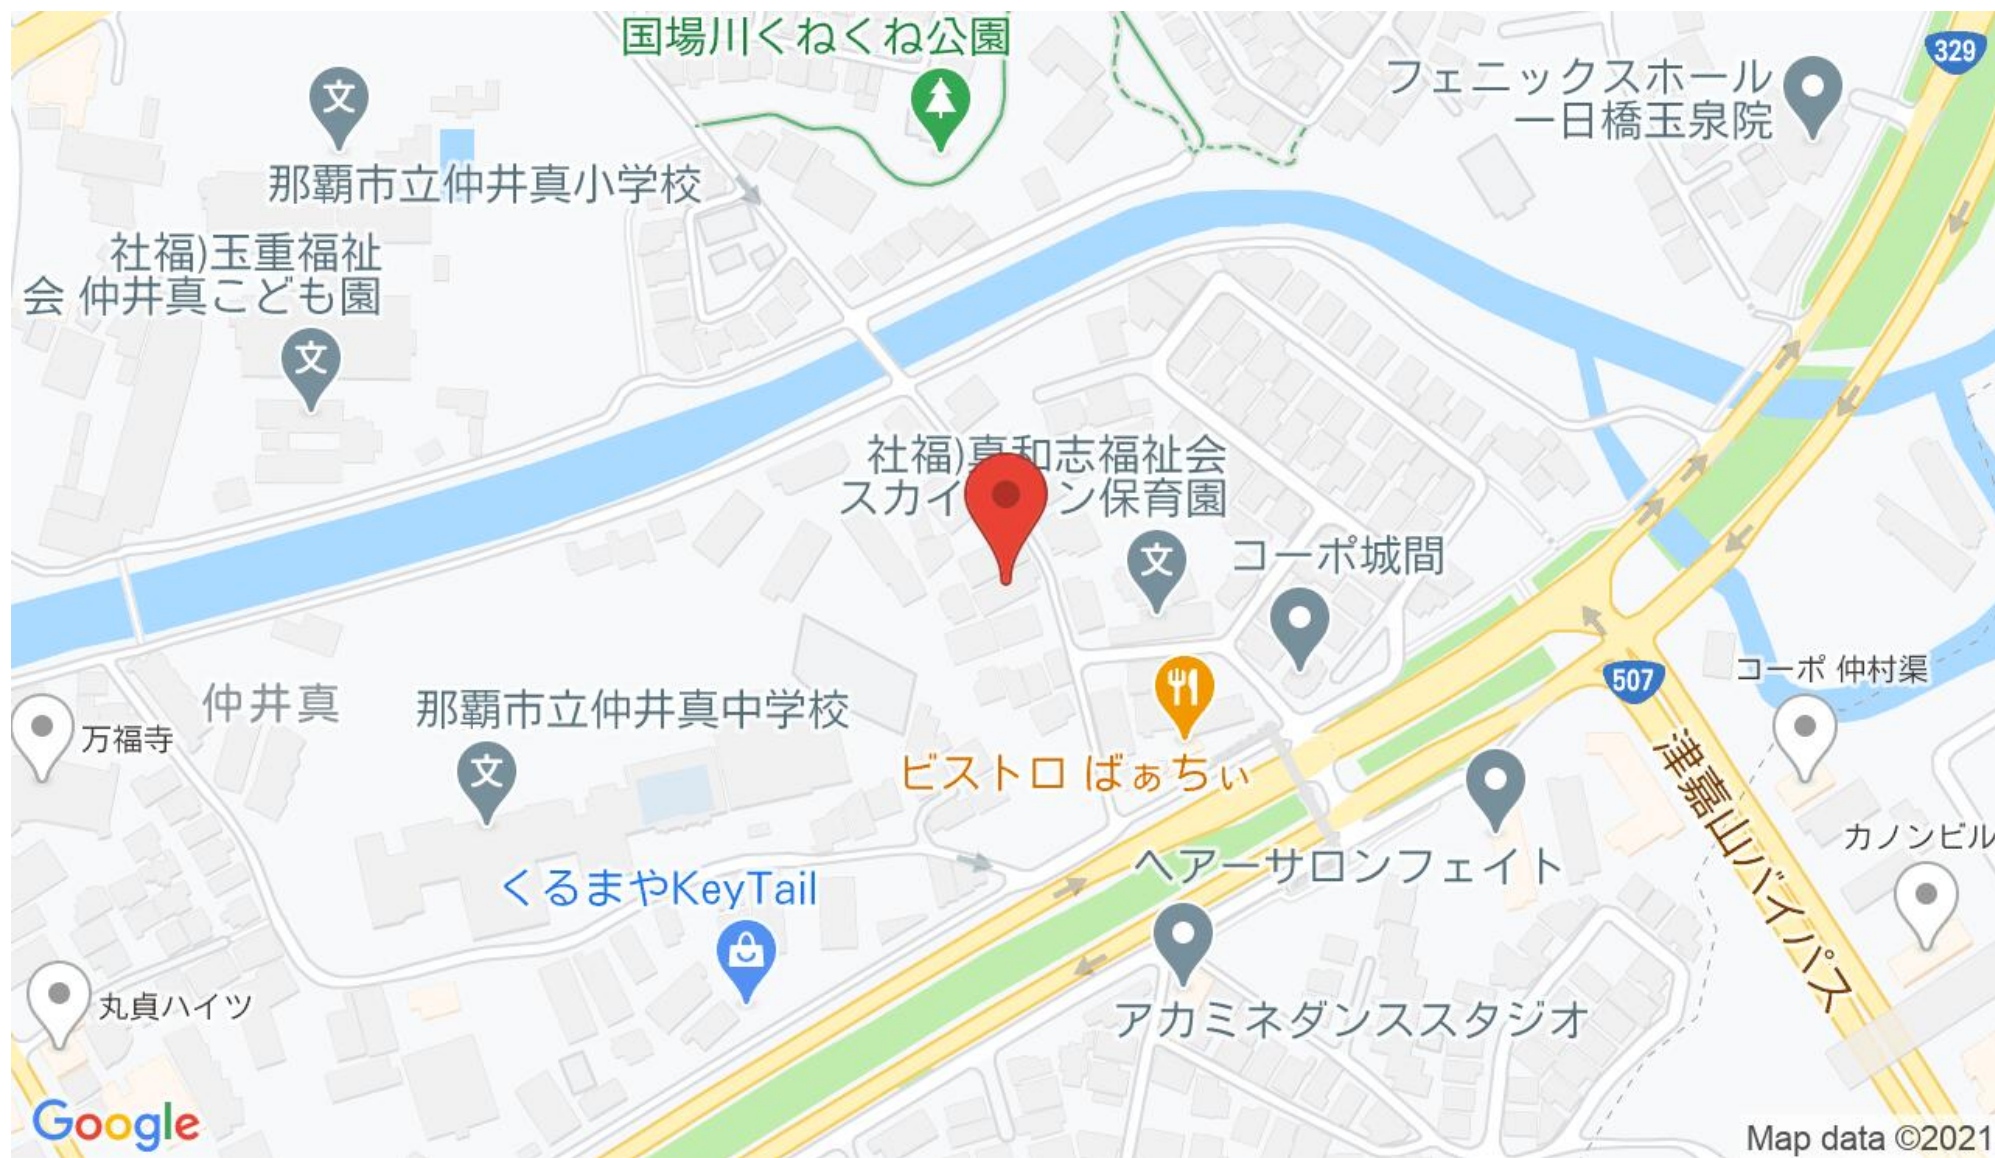 国場川くねくね公園
329
フェニックスホール
一日橋玉泉院
文
那覇市立仲井真小学校
社福)玉重福祉
会 仲井真こども園
文
社福)真和志福祉会
スカイ
ン保育園
文
コーポ城間
507
コーポ 仲村渠
仲井真
那覇市立仲井真中学校
文
万福寺
ビストロ ばぁちぃ
津嘉山バイパス
カノンビル
ヘアーサロンフェイト
くるまやKeyTail
丸貞ハイツ
アカミネダンススタジオ
Google
Map data ©2021